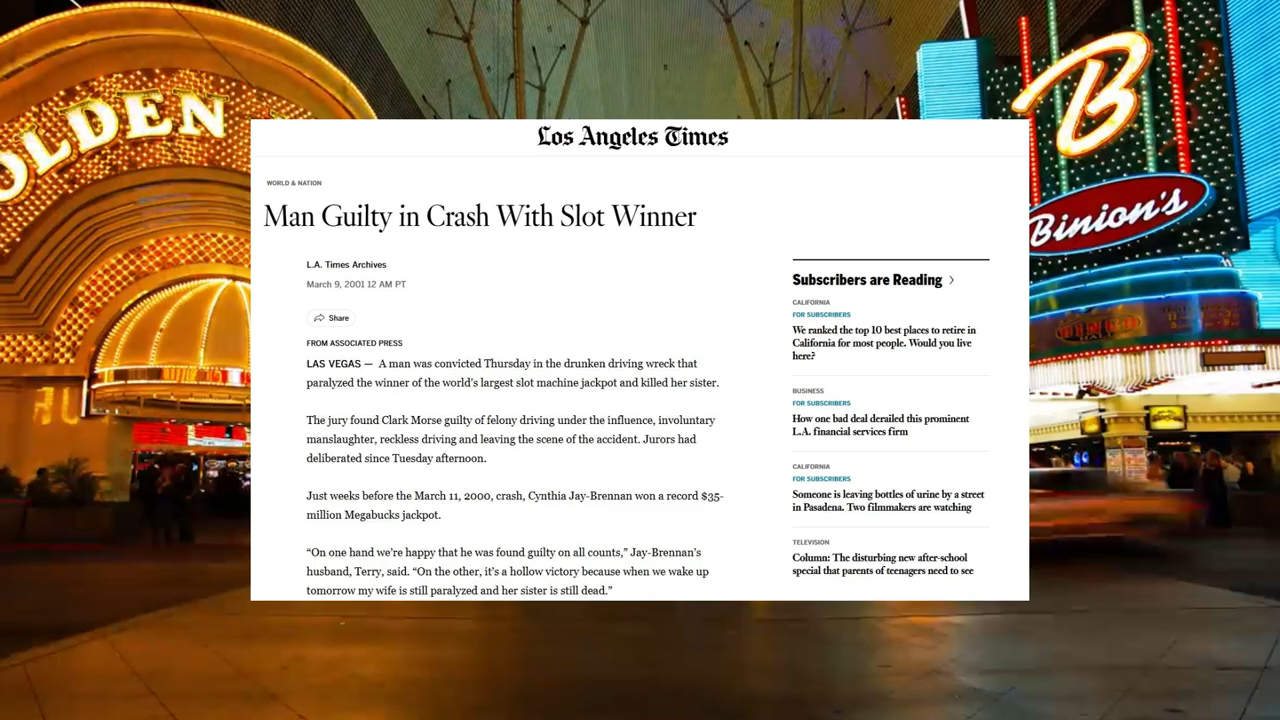 OLDEN
B
Binion's
BINGO
Los Angeles Times
WORLD & NATION
Man Guilty in Crash With Slot Winner
L.A. Times Archives
March 9, 2001 12 AM PT
Share
FROM ASSOCIATED PRESS
LAS VEGAS — A man was convicted Thursday in the drunken driving wreck that
paralyzed the winner of the world's largest slot machine jackpot and killed her sister.
The jury found Clark Morse guilty of felony driving under the influence, involuntary
manslaughter, reckless driving and leaving the scene of the accident. Jurors had
deliberated since Tuesday afternoon.
Just weeks before the March 11, 2000, crash, Cynthia Jay-Brennan won a record $35-
million Megabucks jackpot.
“On one hand we're happy that he was found guilty on all counts,” Jay-Brennan's
husband, Terry, said. “On the other, it's a hollow victory because when we wake up
tomorrow my wife is still paralyzed and her sister is still dead.”
Subscribers are Reading >
CALIFORNIA
FOR SUBSCRIBERS
We ranked the top 10 best places to retire in
California for most people. Would you live
here?
BUSINESS
FOR SUBSCRIBERS
How one bad deal derailed this prominent
L.A. financial services firm
CALIFORNIA
FOR SUBSCRIBERS
Someone is leaving bottles of urine by a street
in Pasadena. Two filmmakers are watching
TELEVISION
Column: The disturbing new after-school
special that parents of teenagers need to see